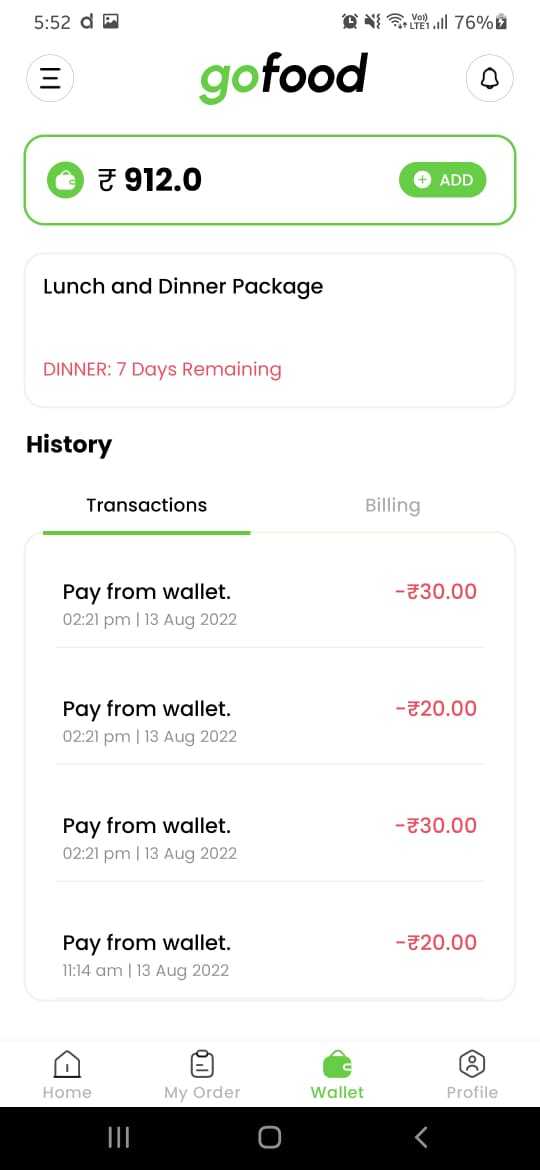 5:52 d
Vo)) LTE1 76%
gofood
₹ 912.0
ADD
Lunch and Dinner Package
DINNER: 7 Days Remaining
History
Transactions Billing
Pay from wallet. -₹30.00
02:21 pm | 13 Aug 2022
Pay from wallet. -₹20.00
02:21 pm | 13 Aug 2022
Pay from wallet. -₹30.00
02:21 pm | 13 Aug 2022
Pay from wallet. -₹20.00
11:14 am | 13 Aug 2022
Home My Order Wallet Profile